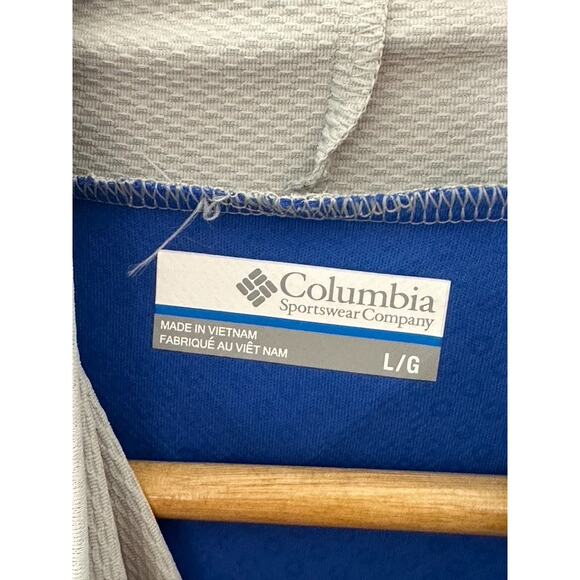 Columbia
Sportswear Company
MADE IN VIETNAM
FABRIQUÉ AU VIÊT NAM
L/G